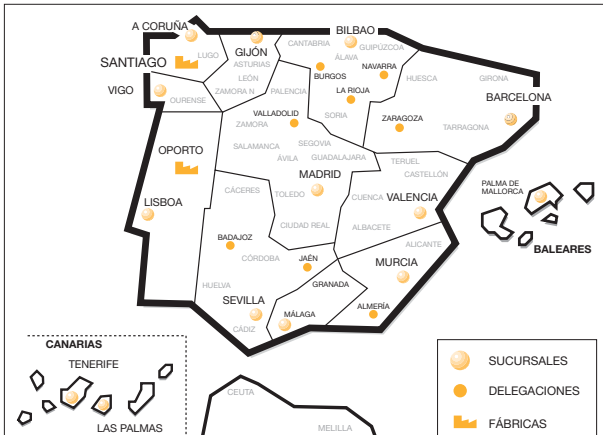 A CORUÑA
BILBAO
CANTABRIA
GUIPÚZCOA
GIJÓN
LUGO
ASTURIAS
ÁLAVA
SANTIAGO
LEÓN
BURGOS
NAVARRA
HUESCA
GIRONA
VIGO
OURENSE
ZAMORA N
PALENCIA
LA RIOJA
BARCELONA
VALLADOLID
SORIA
ZAMORA
ZARAGOZA
TARRAGONA
SALAMANCA
SEGOVIA
OPORTO
ÁVILA
GUADALAJARA
TERUEL
CASTELLÓN
MADRID
CÁCERES
TOLEDO
CUENCA
VALENCIA
PALMA DE
MALLORCA
LISBOA
CIUDAD REAL
ALBACETE
BADAJOZ
ALICANTE
BALEARES
CÓRDOBA
JAÉN
MURCIA
HUELVA
GRANADA
SEVILLA
MÁLAGA
ALMERÍA
CÁDIZ
CANARIAS
TENERIFE
LAS PALMAS
CEUTA
MELILLA
SUCURSALES
DELEGACIONES
FÁBRICAS